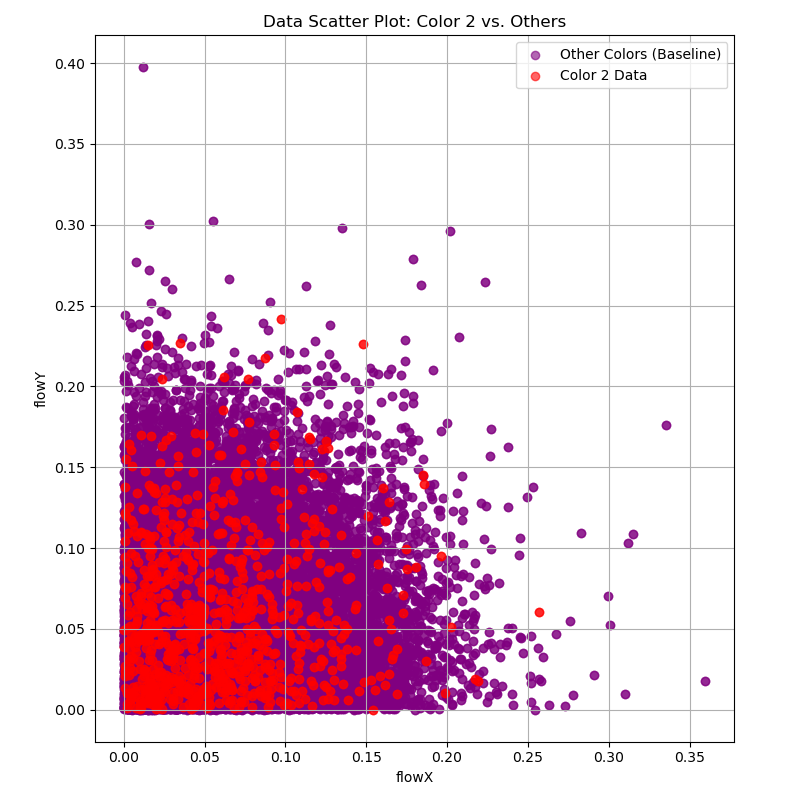 Data Scatter Plot: Color 2 vs. Others
Other Colors (Baseline)
Color 2 Data
0.40
0.35
0.30
0.25
0.20
0.15
0.10
0.05
0.00
flowY
0.00 0.05 0.10 0.15 0.20 0.25 0.30 0.35
flowX